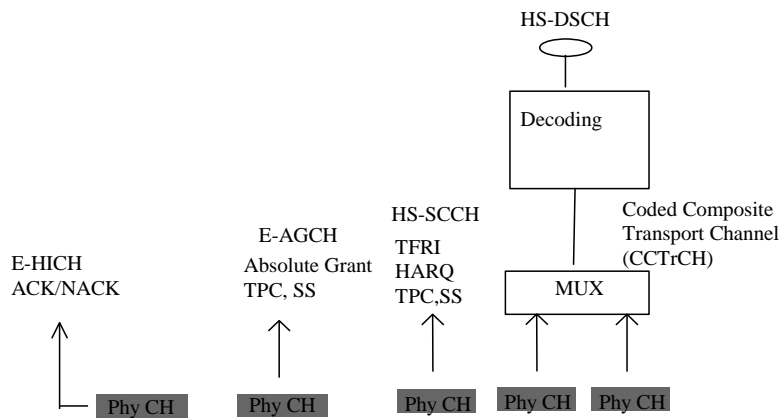 HS-DSCH
Decoding
Coded Composite
Transport Channel
(CCTrCH)
HS-SCCH
TFRI
HARQ
TPC,SS
E-AGCH
Absolute Grant
TPC, SS
E-HICH
ACK/NACK
MUX
Phy CH
Phy CH
Phy CH
Phy CH
Phy CH